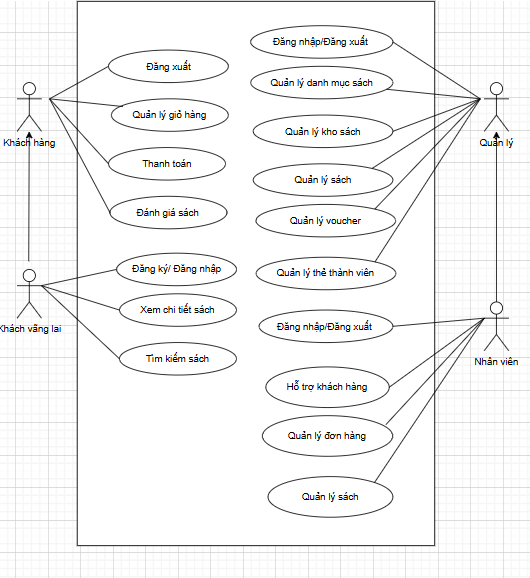 Đăng xuất
Quản lý giỏ hàng
Thanh toán
Đánh giá sách
Khách hàng
Đăng ký/ Đăng nhập
Xem chi tiết sách
Tìm kiếm sách
Khách vãng lai
Đăng nhập/Đăng xuất
Quản lý danh mục sách
Quản lý kho sách
Quản lý sách
Quản lý voucher
Quản lý thẻ thành viên
Quản lý
Đăng nhập/Đăng xuất
Hỗ trợ khách hàng
Quản lý đơn hàng
Quản lý sách
Nhân viên